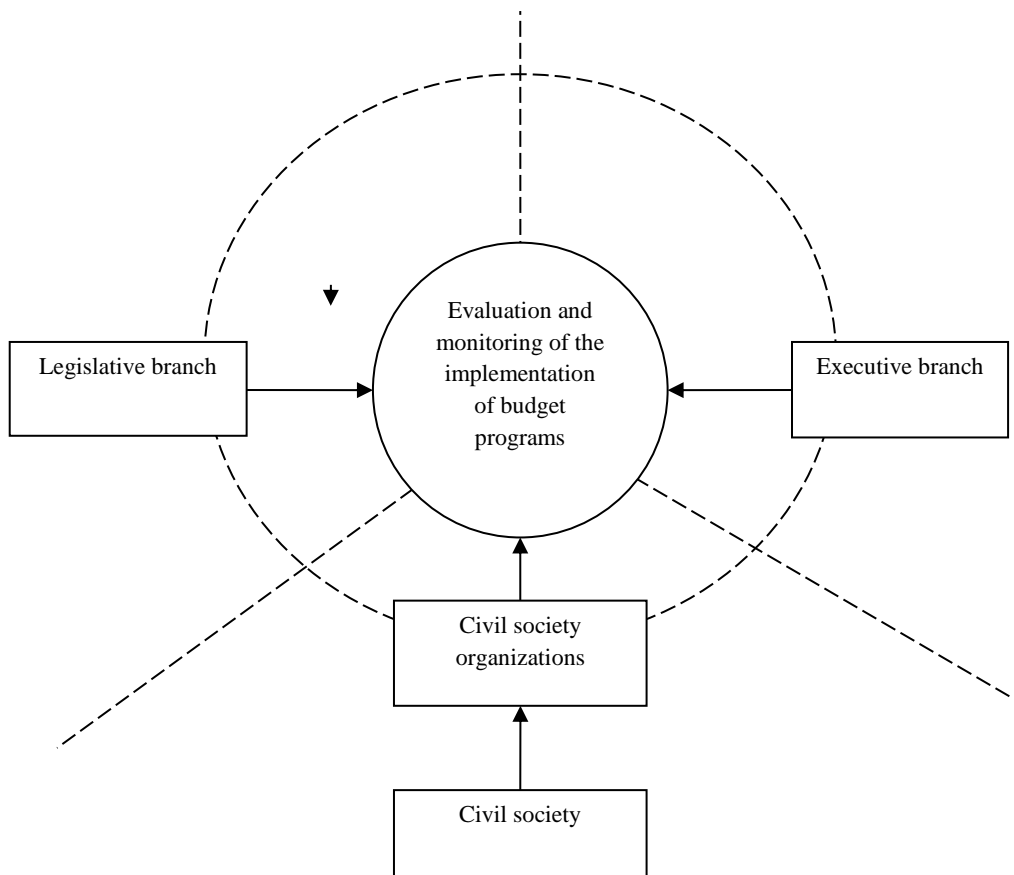 Evaluation and
monitoring of the
implementation
of budget
programs
Legislative branch
Executive branch
Civil society
organizations
Civil society